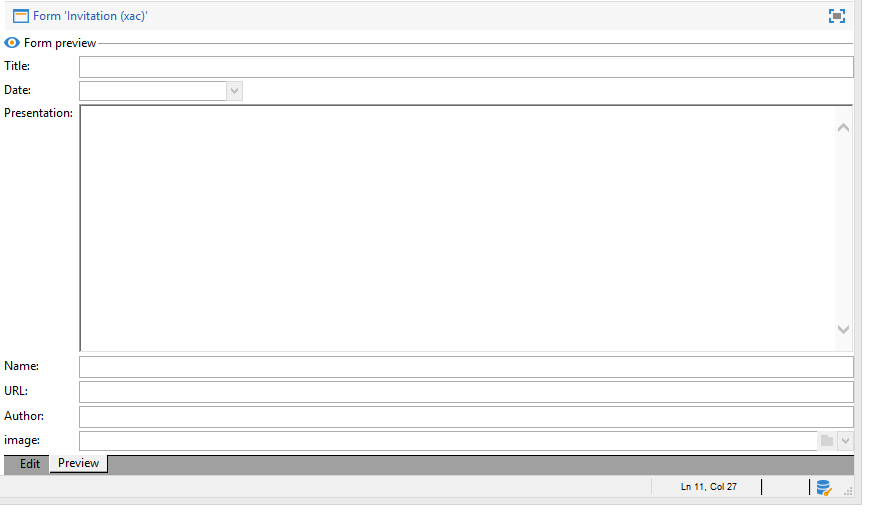 Form 'Invitation (xac)'
Form preview
Title:
Date:
Presentation:
Name:
URL:
Author:
image:
Edit Preview
Ln 11, Col 27